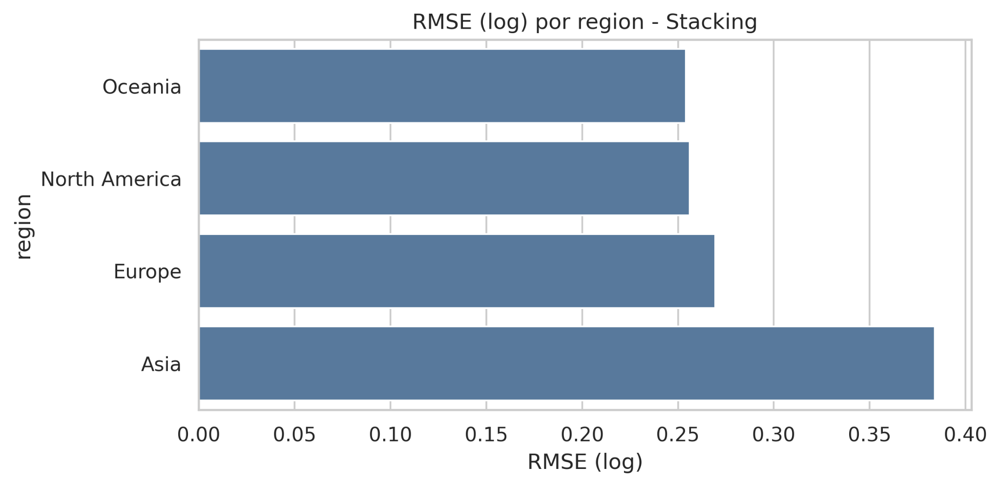 RMSE (log) por region - Stacking
region
Oceania
North America
Europe
Asia
0.00 0.05 0.10 0.15 0.20 0.25 0.30 0.35 0.40
RMSE (log)